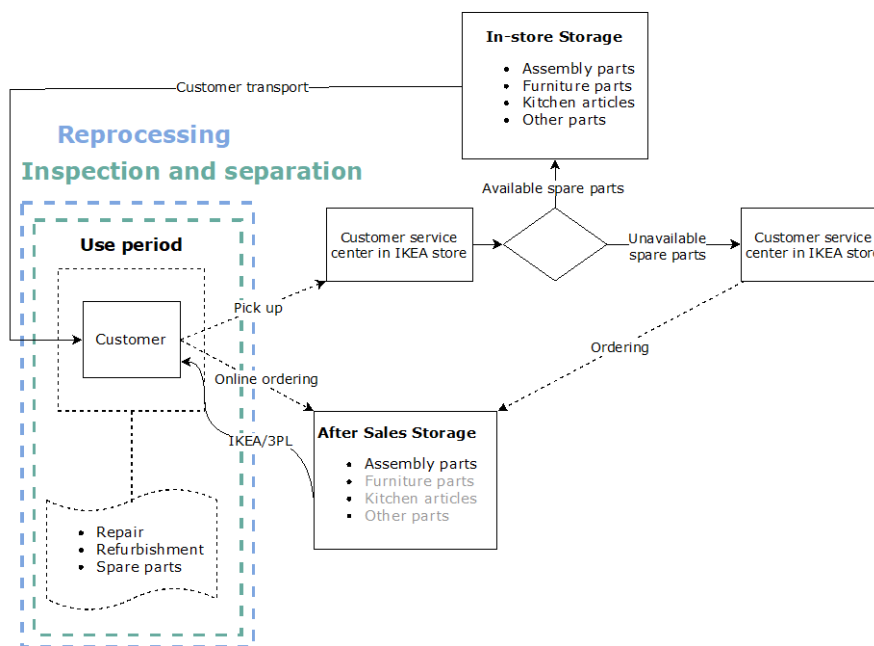 In-store Storage
Assembly parts
Furniture parts
Kitchen articles
Other parts
Customer transport
Reprocessing
Inspection and separation
Available spare parts
Use period
Customer service
center in IKEA store
Unavailable
spare parts
Customer service
center in IKEA store
Pick up
Customer
Ordering
Online ordering
After Sales Storage
IKEA/3PL
Assembly parts
Furniture parts
Kitchen articles
Other parts
Repair
Refurbishment
Spare parts